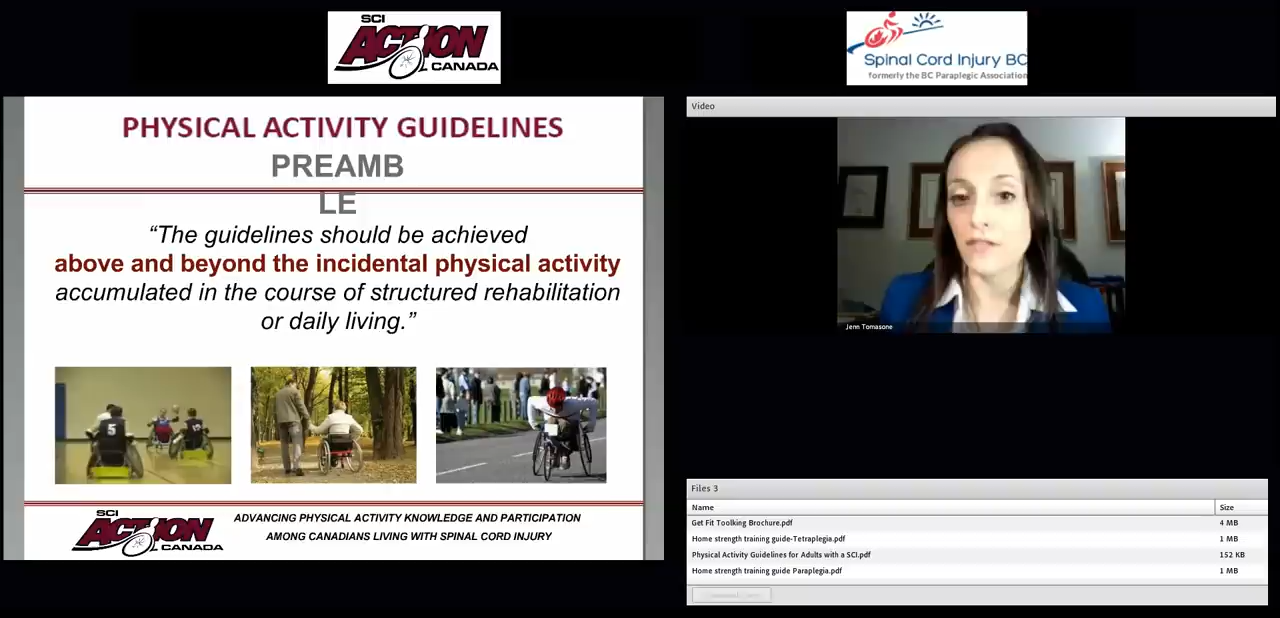 SCI
ACTION
CANADA
Spinal Cord Injury BC
formerly the BC Paraplegic Association
PHYSICAL ACTIVITY GUIDELINES
PREAMB
LE
“The guidelines should be achieved
above and beyond the incidental physical activity
accumulated in the course of structured rehabilitation
or daily living.”
5
SCI
ACTION
CANADA
ADVANCING PHYSICAL ACTIVITY KNOWLEDGE AND PARTICIPATION
AMONG CANADIANS LIVING WITH SPINAL CORD INJURY
Video
Jenn Tomasone
Files 3
Name Size
Get Fit Toolking Brochure.pdf 4 MB
Home strength training guide-Tetraplegia.pdf 1 MB
Physical Activity Guidelines for Adults with a SCI.pdf 152 KB
Home strength training guide Paraplegia.pdf 1 MB